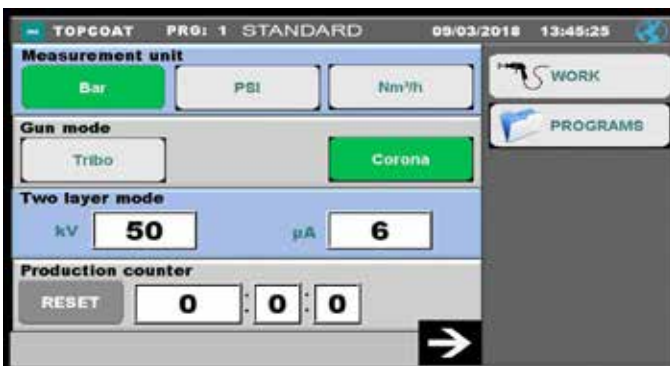 TOPCOAT PRG: 1 STANDARD 09/03/2018 13:45:25
Measurement unit
Bar PSI Nm³/h
WORK
Gun mode
PROGRAMS
Tribo Corona
Two layer mode
kV 50 µA 6
Production counter
RESET 0 : 0 : 0